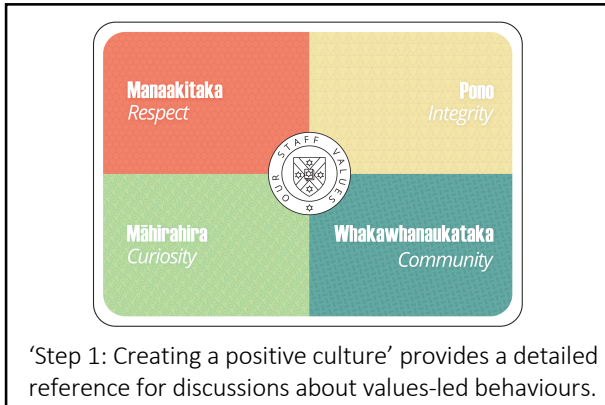 Manaakitaka
Respect
Pono
Integrity
OUR STAFF VALUES
Māhirahira
Curiosity
Whakawhanaukataka
Community
‘Step 1: Creating a positive culture’ provides a detailed
reference for discussions about values-led behaviours.